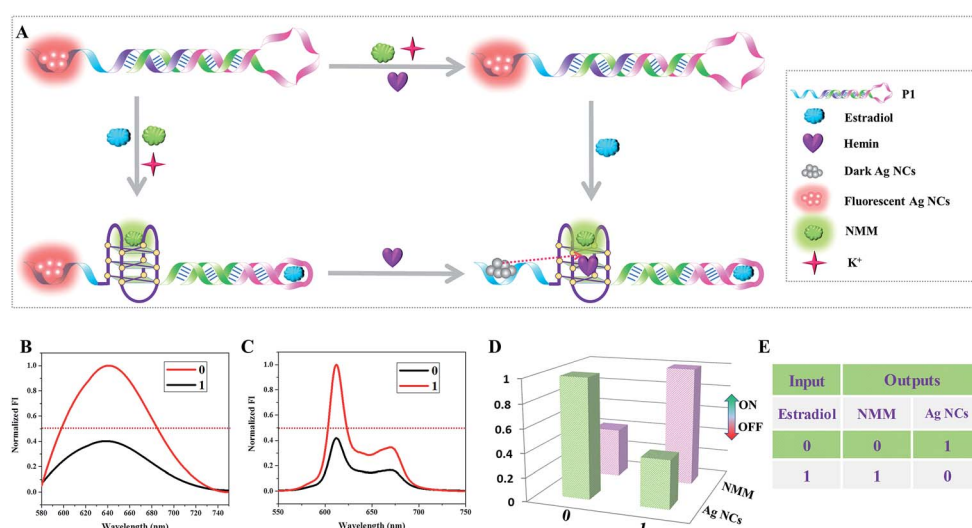 A
P1
Estradiol
Hemin
Dark Ag NCs
Fluorescent Ag NCs
NMM
K⁺
B
Normalized FI
1.0
0.8
0.6
0.4
0.2
0.0
0
1
580 600 620 640 660 680 700 720 740
Wavelength (nm)
C
Normalized FI
1.0
0.8
0.6
0.4
0.2
0.0
0
1
550 600 650 700 750
Wavelength (nm)
D
1
0.8
0.6
0.4
0.2
0
0
1
ON
OFF
NMM
Ag NCs
E
Input Outputs
Estradiol NMM Ag NCs
0 0 1
1 1 0